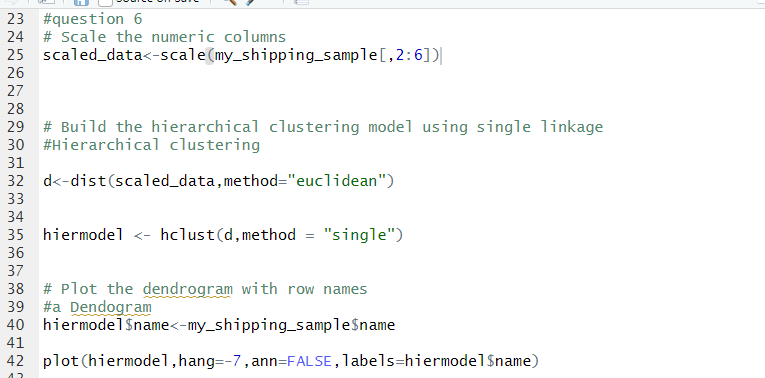 23 #question 6
24 # Scale the numeric columns
25 scaled_data<-scale(my_shipping_sample[,2:6])
26
27
28
29 # Build the hierarchical clustering model using single linkage
30 #Hierarchical clustering
31
32 d<-dist(scaled_data,method="euclidean")
33
34
35 hiermodel <- hclust(d,method = "single")
36
37
38 # Plot the dendrogram with row names
39 #a Dendogram
40 hiermodel$name<-my_shipping_sample$name
41
42 plot(hiermodel,hang=-7,ann=FALSE,labels=hiermodel$name)